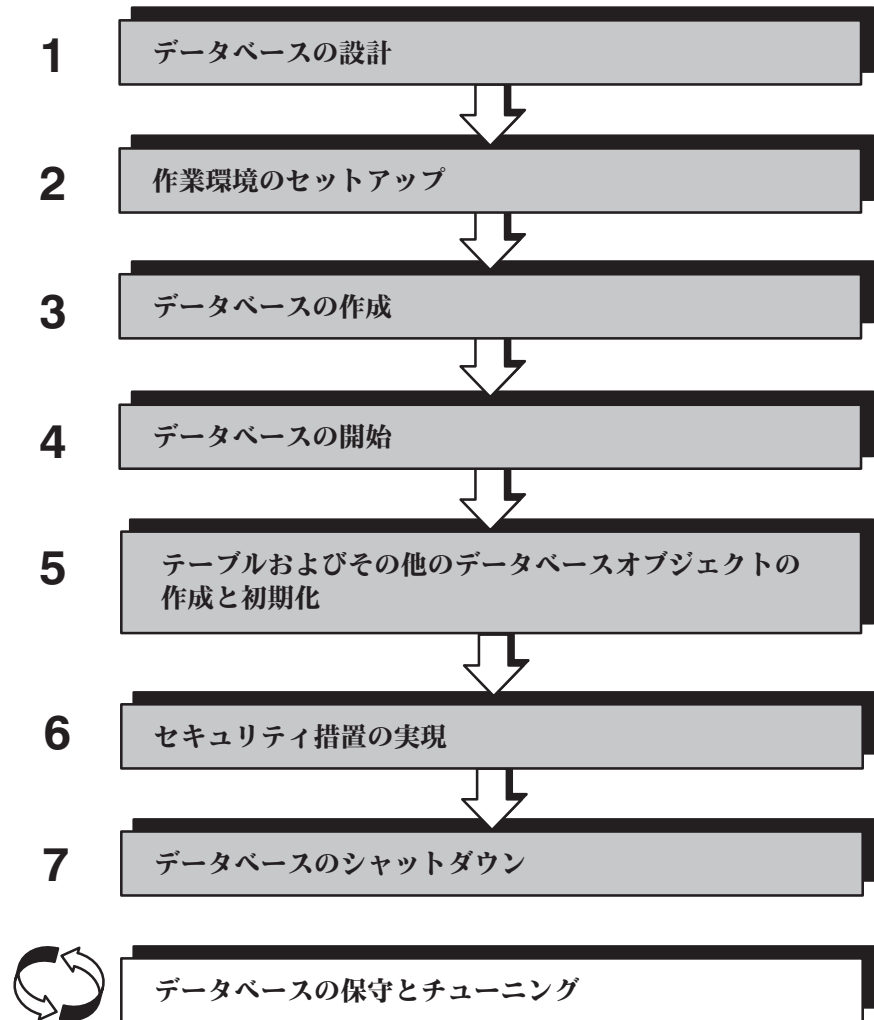 1 データベースの設計
2 作業環境のセットアップ
3 データベースの作成
4 データベースの開始
5 テーブルおよびその他のデータベースオブジェクトの
作成と初期化
6 セキュリティ措置の実現
7 データベースのシャットダウン
データベースの保守とチューニング